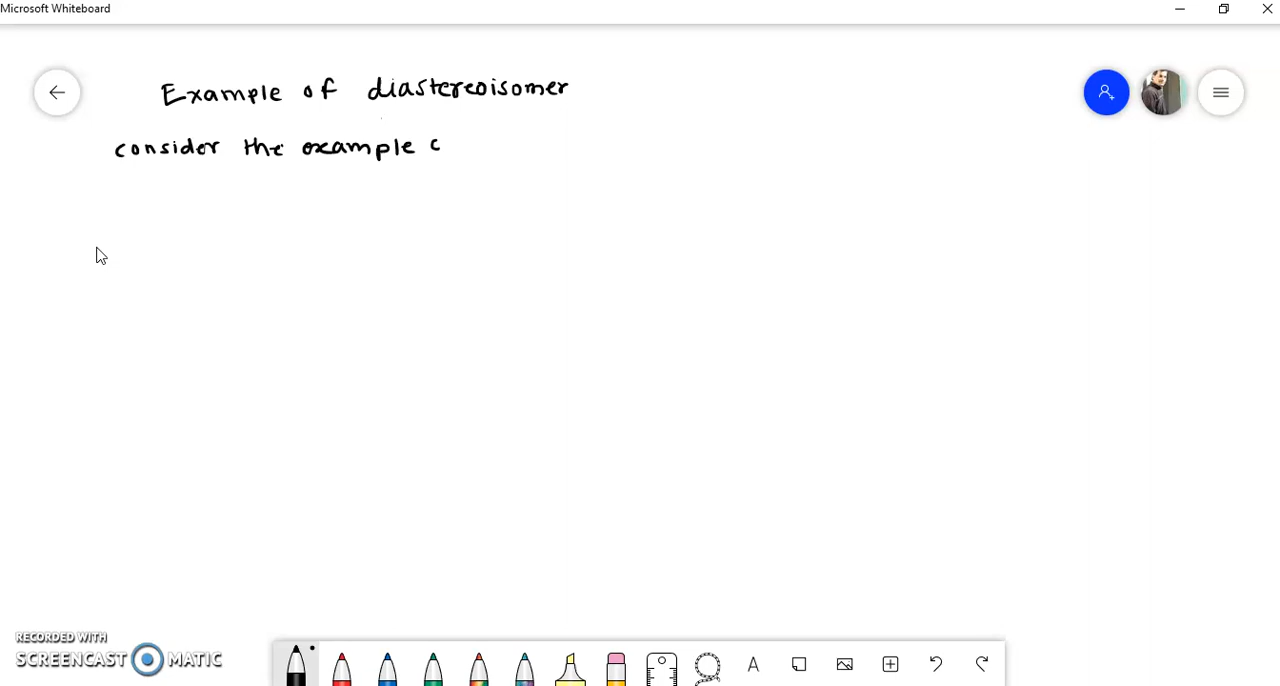 Microsoft Whiteboard
Example of diastereoisomer
consider the example c
RECORDED WITH
SCREENCAST MATIC
A